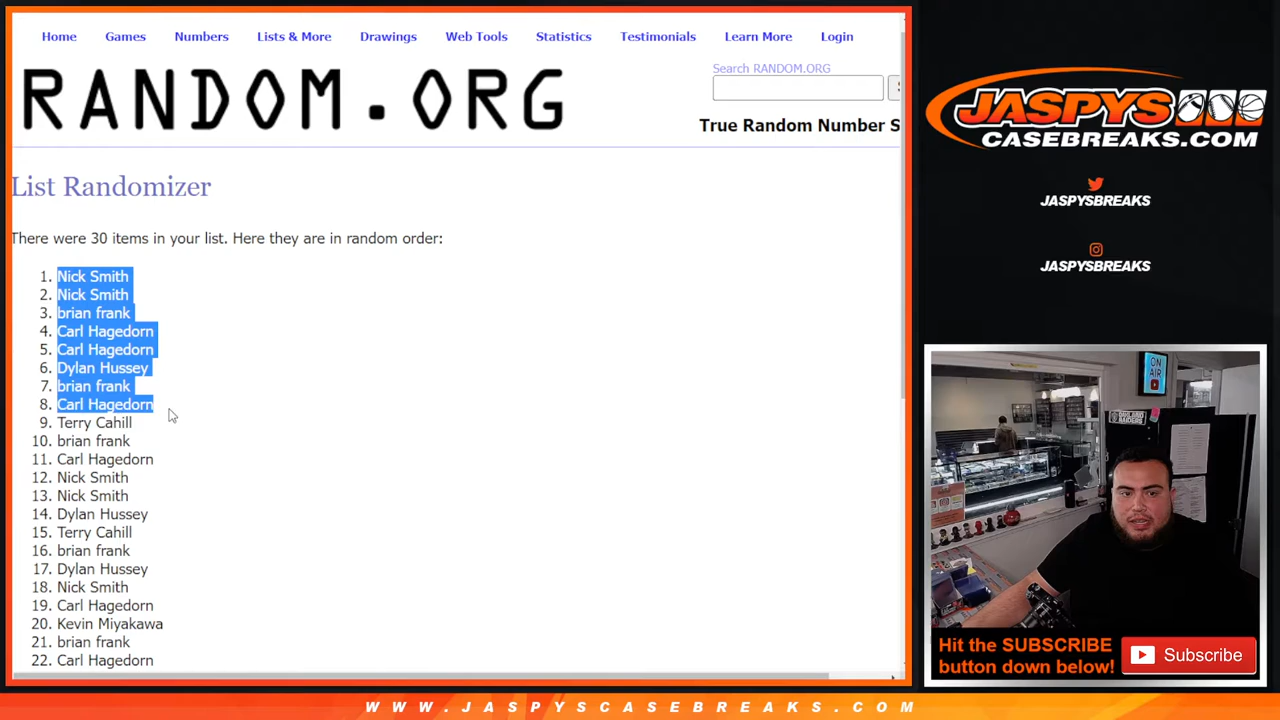 Home Games Numbers Lists & More Drawings Web Tools Statistics Testimonials Learn More Login
RANDOM.ORG
Search RANDOM.ORG
True Random Number S
List Randomizer
There were 30 items in your list. Here they are in random order:
1. Nick Smith
2. Nick Smith
3. brian frank
4. Carl Hagedorn
5. Carl Hagedorn
6. Dylan Hussey
7. brian frank
8. Carl Hagedorn
9. Terry Cahill
10. brian frank
11. Carl Hagedorn
12. Nick Smith
13. Nick Smith
14. Dylan Hussey
15. Terry Cahill
16. brian frank
17. Dylan Hussey
18. Nick Smith
19. Carl Hagedorn
20. Kevin Miyakawa
21. brian frank
22. Carl Hagedorn
JASPYS
CASEBREAKS.COM
JASPYSBREAKS
JASPYSBREAKS
ON
AIR
OAKLAND
RAIDERS
Hit the SUBSCRIBE
button down below!
Subscribe
WWW.JASPYSCASEBREAKS.COM